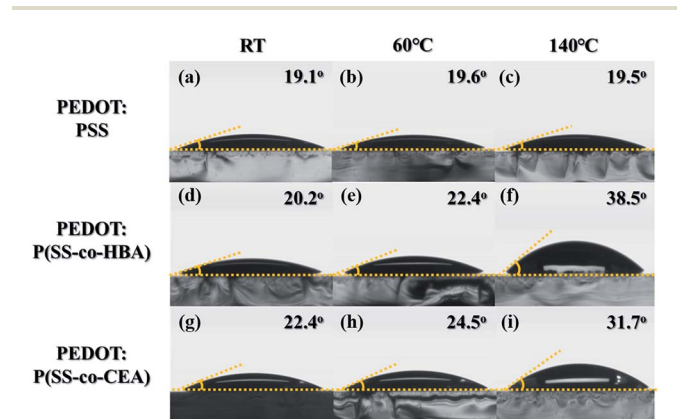 RT 60℃ 140℃
PEDOT:
PSS
(a) 19.1° (b) 19.6° (c) 19.5°
PEDOT:
P(SS-co-HBA)
(d) 20.2° (e) 22.4° (f) 38.5°
PEDOT:
P(SS-co-CEA)
(g) 22.4° (h) 24.5° (i) 31.7°